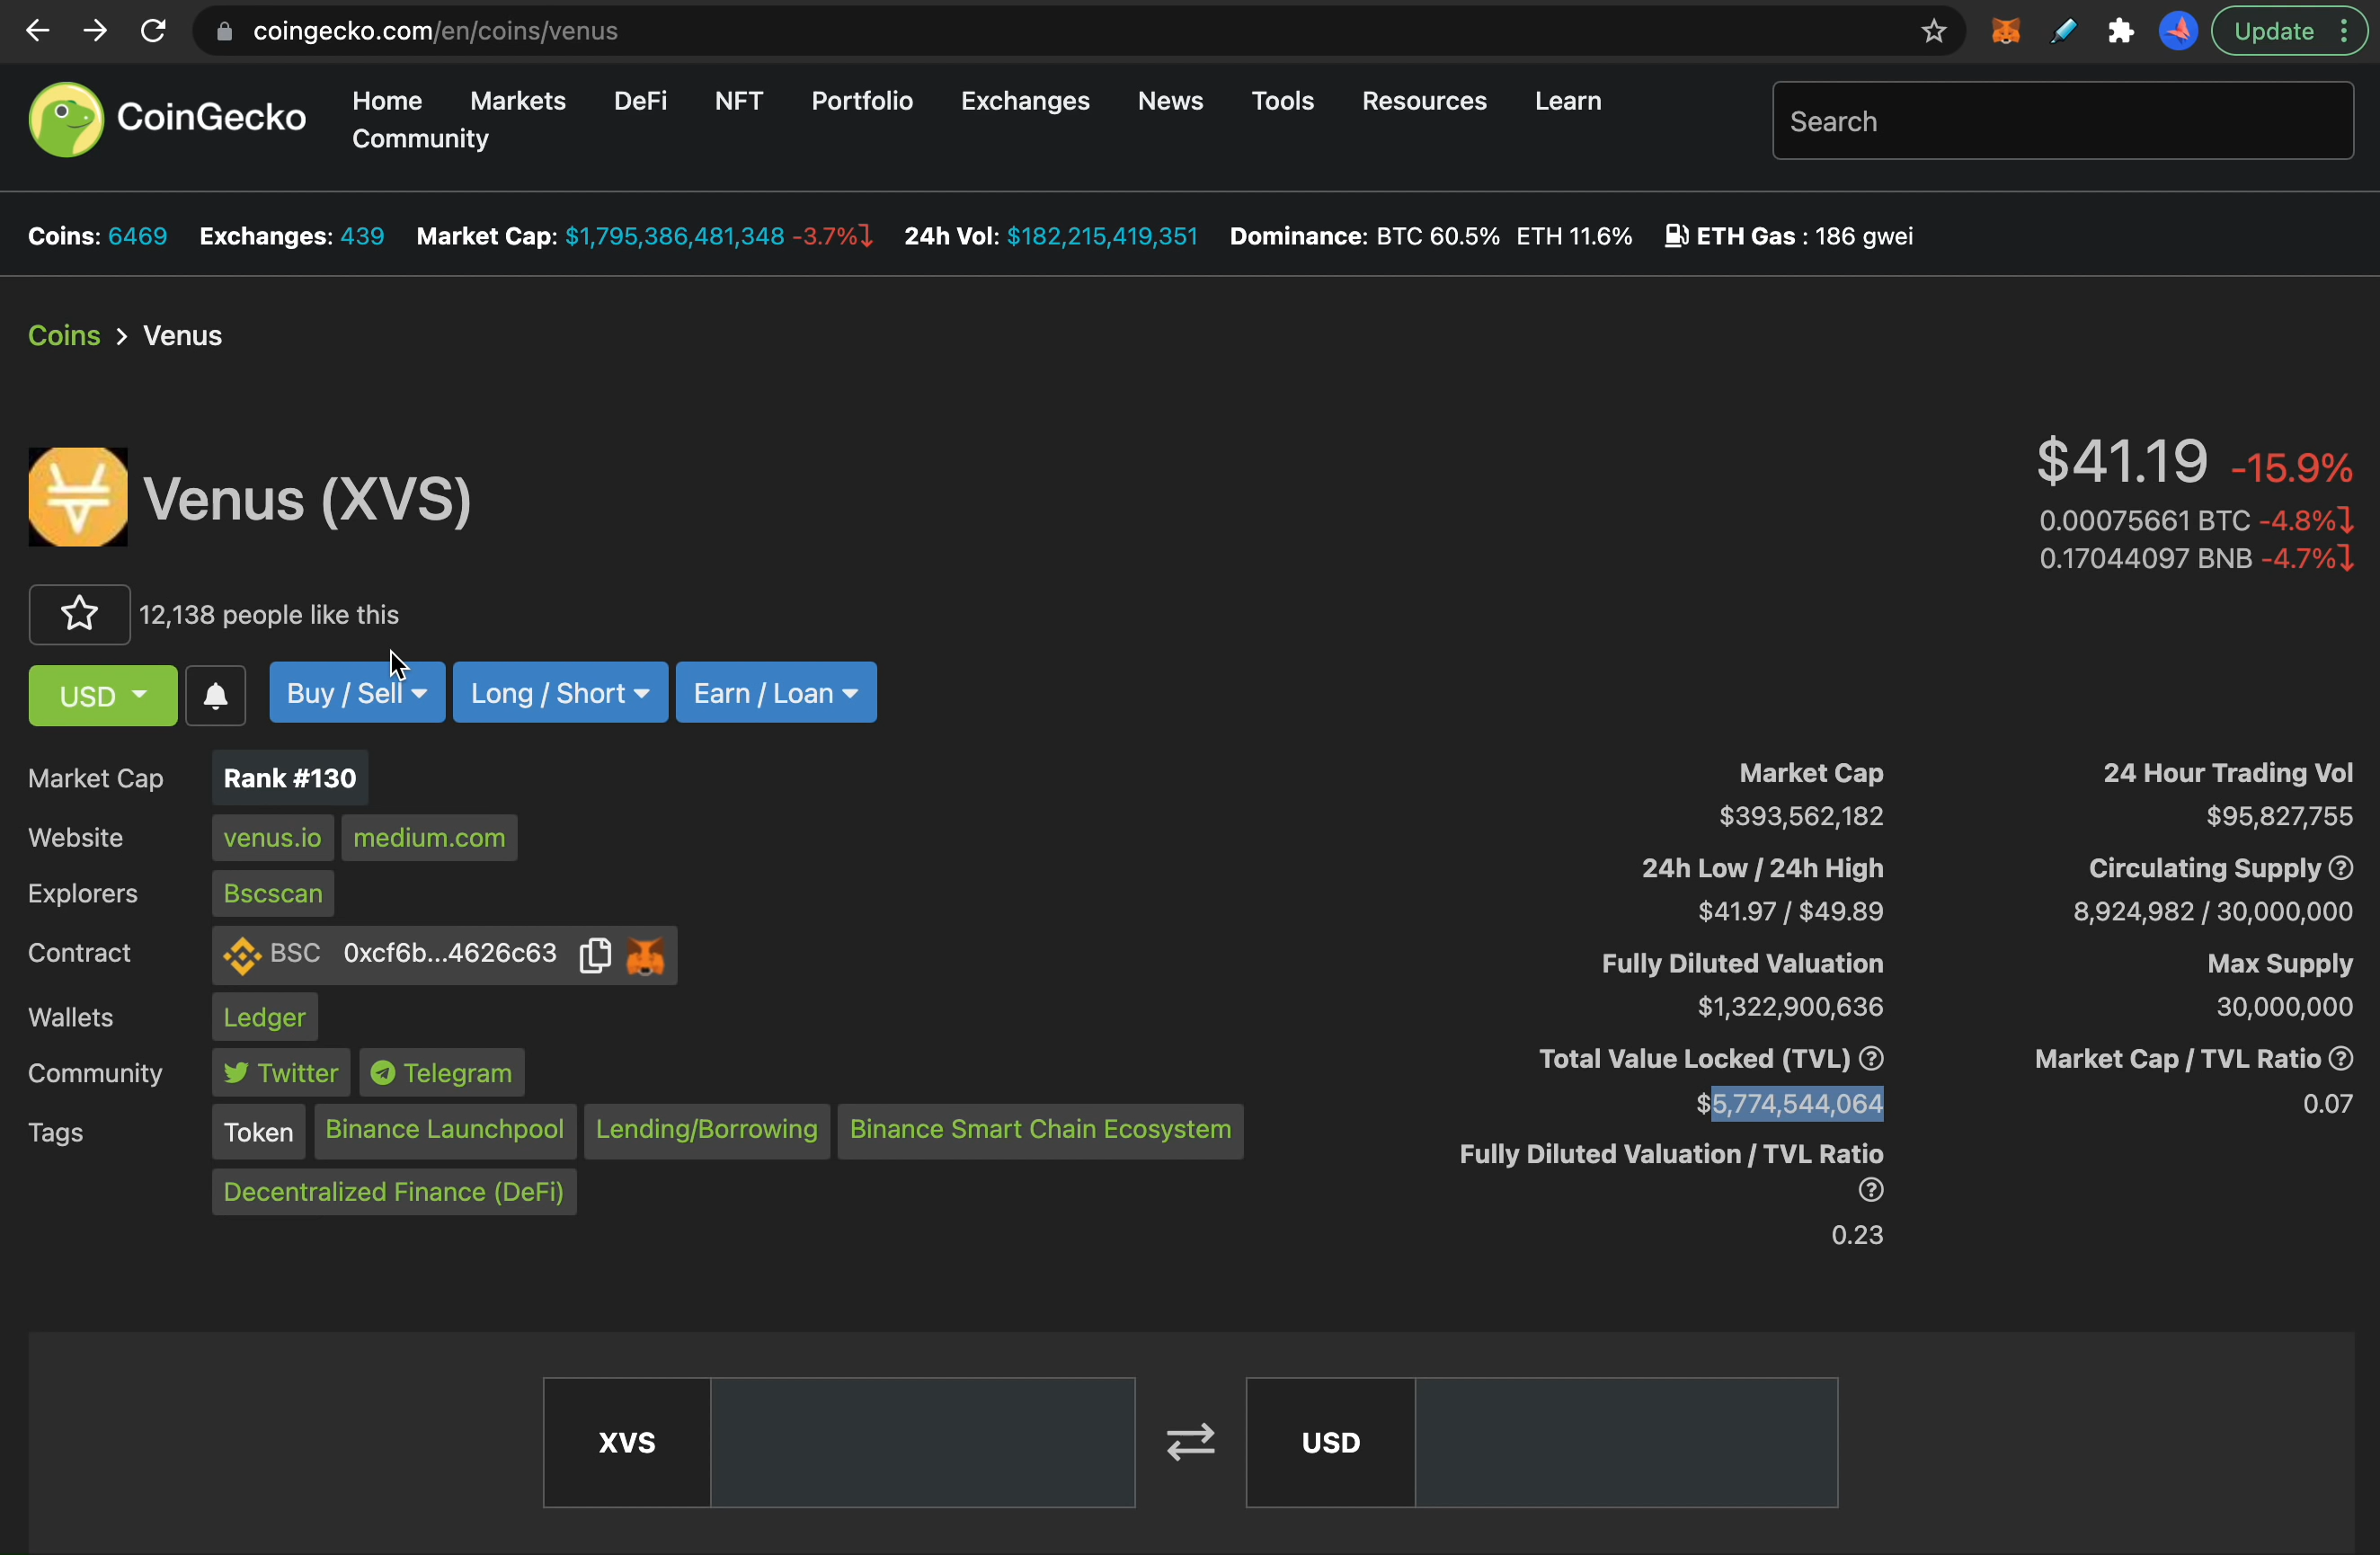 coingecko.com/en/coins/venus
Update
CoinGecko
Home Markets DeFi NFT Portfolio Exchanges News Tools Resources Learn
Community
Search
Coins: 6469 Exchanges: 439 Market Cap: $1,795,386,481,348 -3.7% 24h Vol: $182,215,419,351 Dominance: BTC 60.5% ETH 11.6% ETH Gas : 186 gwei
Coins > Venus
Venus (XVS)
$41.19 -15.9%
0.00075661 BTC -4.8%
0.17044097 BNB -4.7%
12,138 people like this
USD Buy / Sell Long / Short Earn / Loan
Market Cap Rank #130
Website venus.io medium.com
Explorers Bscscan
Contract BSC 0xcf6b...4626c63
Wallets Ledger
Community Twitter Telegram
Tags Token Binance Launchpool Lending/Borrowing Binance Smart Chain Ecosystem
Decentralized Finance (DeFi)
Market Cap
$393,562,182
24h Low / 24h High
$41.97 / $49.89
Fully Diluted Valuation
$1,322,900,636
Total Value Locked (TVL) ?
$5,774,544,064
Fully Diluted Valuation / TVL Ratio
?
0.23
24 Hour Trading Vol
$95,827,755
Circulating Supply ?
8,924,982 / 30,000,000
Max Supply
30,000,000
Market Cap / TVL Ratio ?
0.07
XVS USD